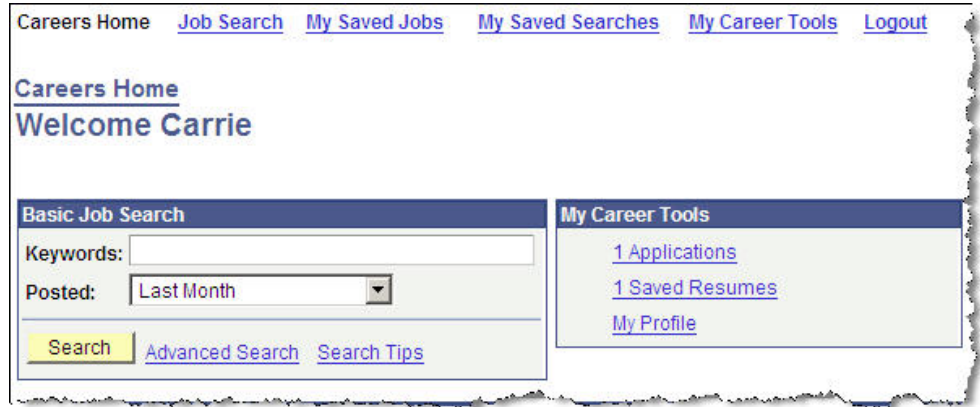 Careers Home Job Search My Saved Jobs My Saved Searches My Career Tools Logout
Careers Home
Welcome Carrie
Basic Job Search
Keywords:
Posted: Last Month
Search Advanced Search Search Tips
My Career Tools
1 Applications
1 Saved Resumes
My Profile